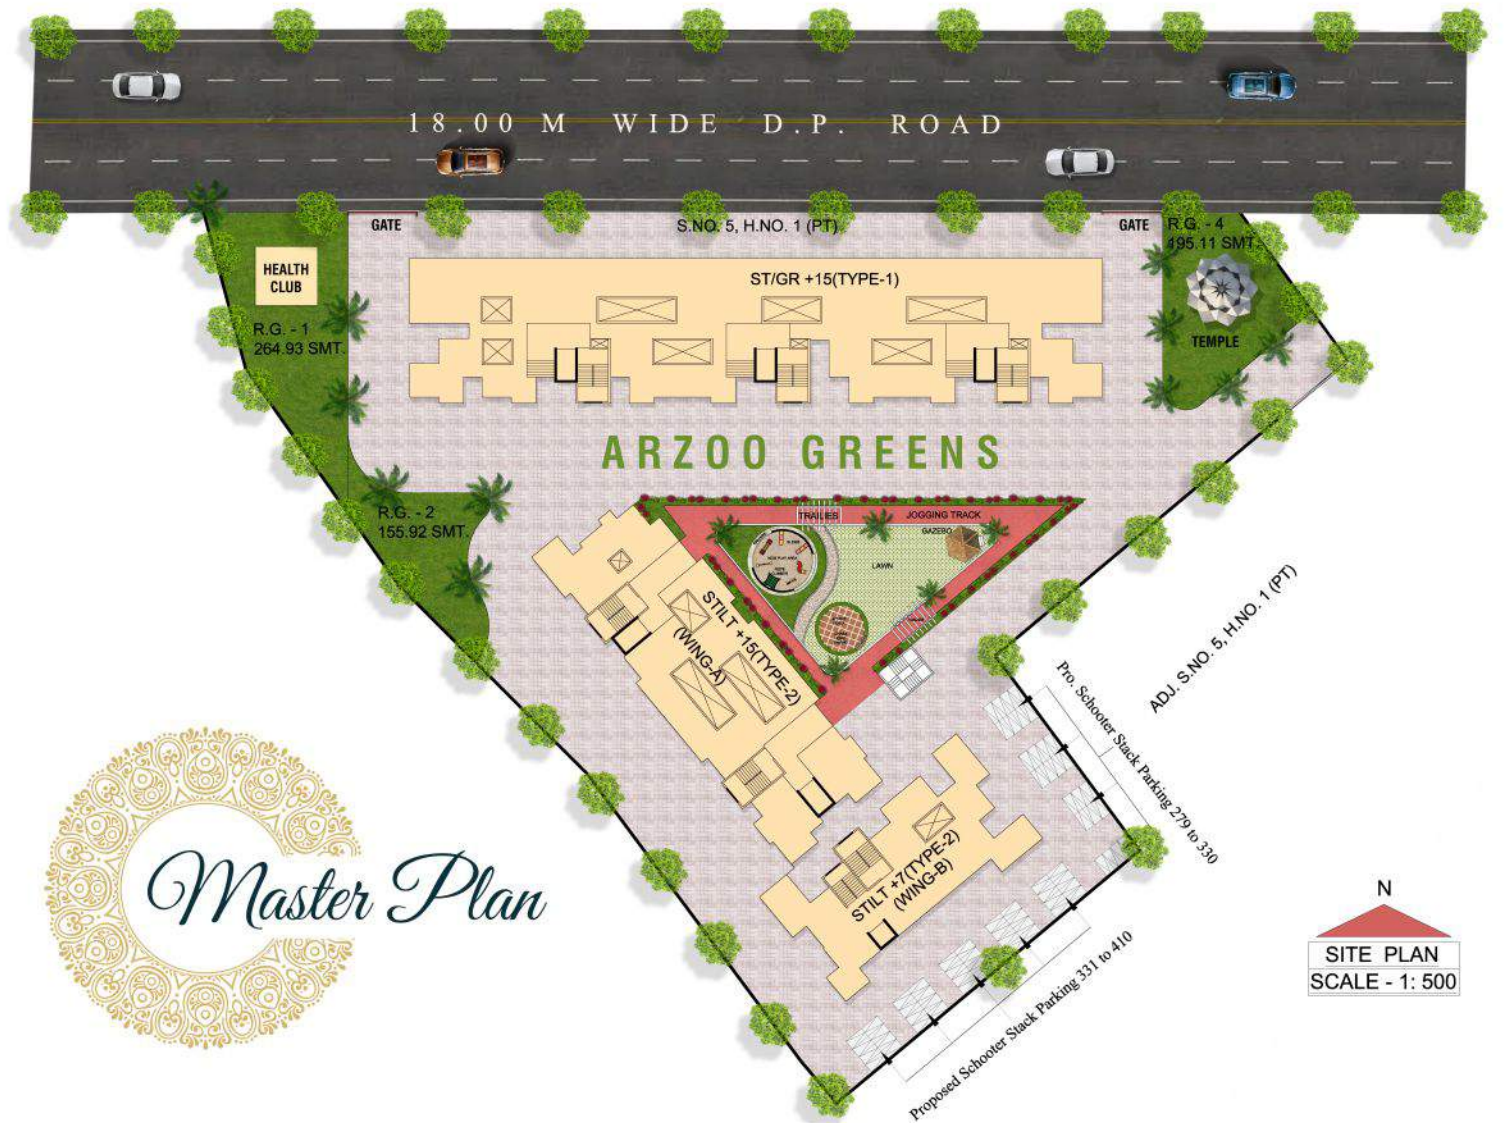 18.00 M WIDE D.P. ROAD
GATE
S.NO. 5, H.NO. 1 (PT)
GATE
R.G. - 4
195.11 SMT.
HEALTH
CLUB
ST/GR +15(TYPE-1)
R.G. - 1
264.93 SMT.
TEMPLE
ARZOO GREENS
R.G. - 2
155.92 SMT.
TRAILIES
JOGGING TRACK
GAZEBO
LAWN
STILT +15(TYPE-2)
(WING-A)
ADJ. S.NO. 5, H.NO. 1 (PT)
Pro. Schooter Stack Parking 279 to 330
STILT +7(TYPE-2)
(WING-B)
Proposed Schooter Stack Parking 331 to 410
Master Plan
N
SITE PLAN
SCALE - 1: 500